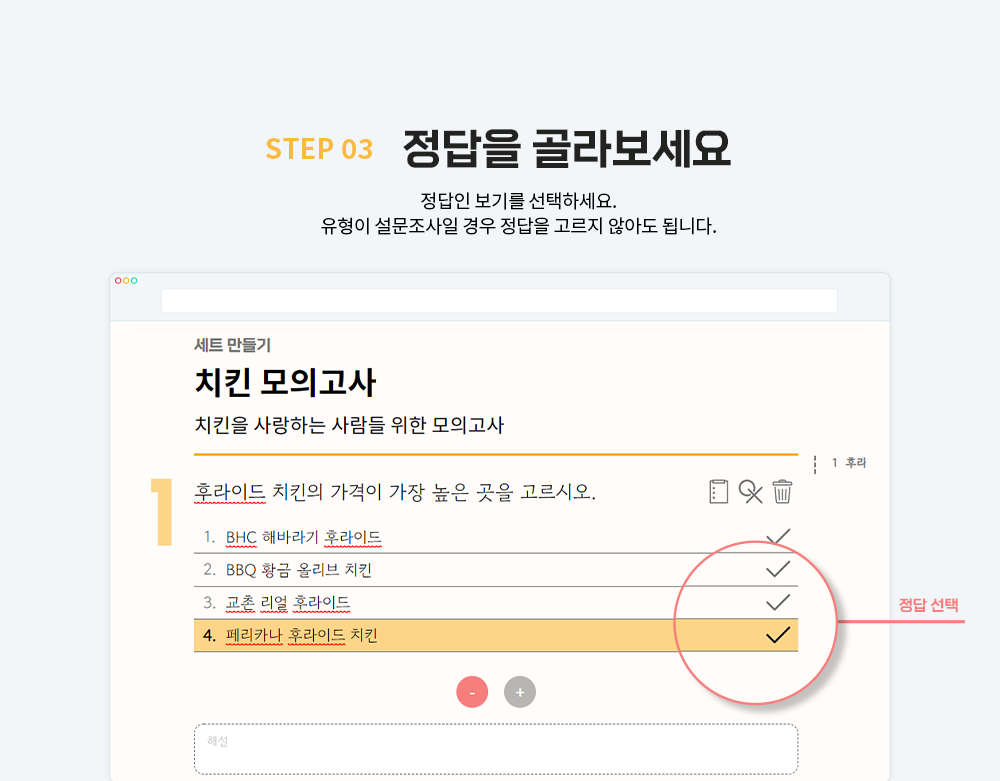 STEP 03 정답을 골라보세요
정답인 보기를 선택하세요.
유형이 설문조사일 경우 정답을 고르지 않아도 됩니다.
세트 만들기
치킨 모의고사
치킨을 사랑하는 사람들 위한 모의고사
1 후라
1
후라이드 치킨의 가격이 가장 높은 곳을 고르시오.
1. BHC 해바라기 후라이드
2. BBQ 황금 올리브 치킨
3. 교촌 리얼 후라이드
정답 선택
4. 페리카나 후라이드 치킨
- +
해설